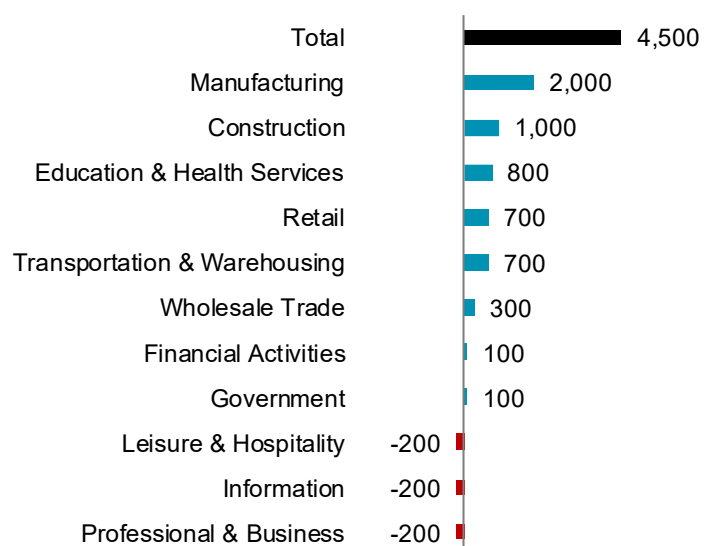 Total 4,500
Manufacturing 2,000
Construction 1,000
Education & Health Services 800
Retail 700
Transportation & Warehousing 700
Wholesale Trade 300
Financial Activities 100
Government 100
Leisure & Hospitality -200
Information -200
Professional & Business -200